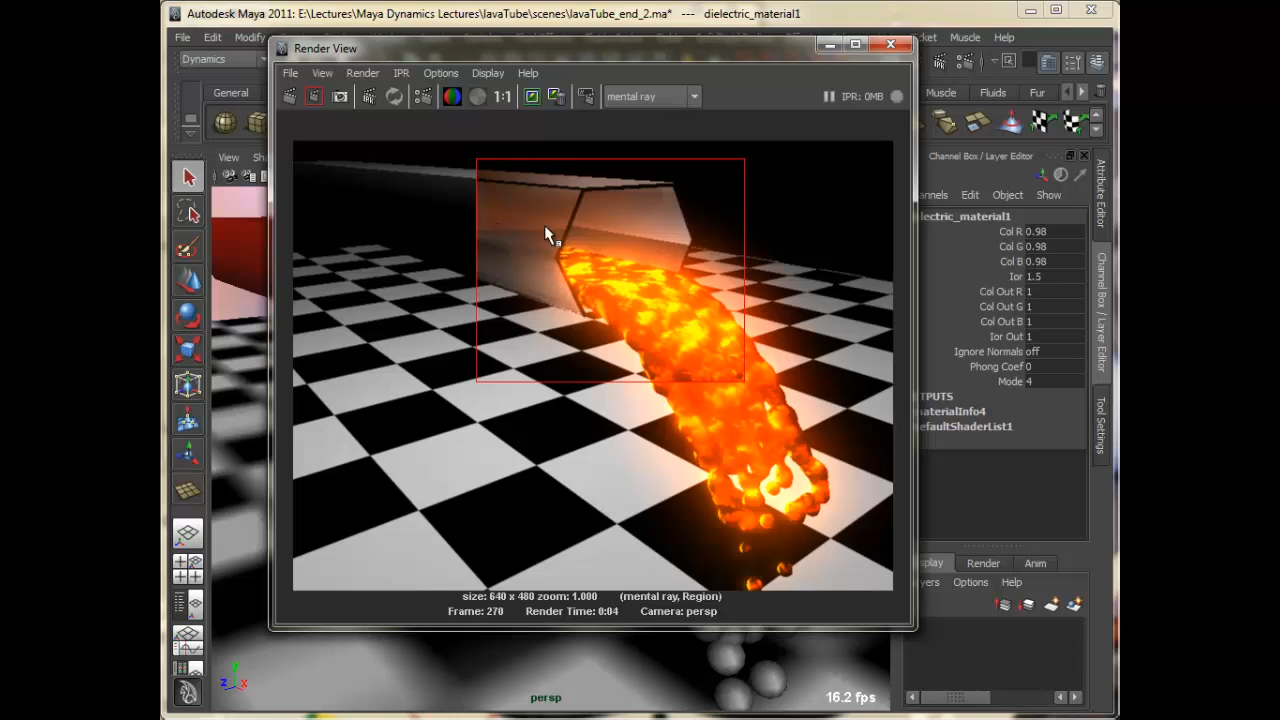 Autodesk Maya 2011: E:\Lectures\Maya Dynamics Lectures\lavaTube\scenes\lavaTube_end_2.ma* --- dielectric_material1
File Edit Modify Muscle Help
Render View
Dynamics
File View Render IPR Options Display Help
General Muscle Fluids Fur
1:1 mental ray IPR: 0MB
View Sha
Channel Box / Layer Editor
Edit Object Show
Attribute Editor
Channel Box / Layer Editor
Tool Settings
Col R 0.98
Col G 0.98
Col B 0.98
Ior 1.5
Col Out R 1
Col Out G 1
Col Out B 1
Ior Out 1
Ignore Normals off
Phong Coef 0
Mode 4
Render Anim
Options Help
size: 640 x 480 zoom: 1.000 (mental ray, Region)
Frame: 270 Render Time: 0:04 Camera: persp
y
z x
persp
16.2 fps